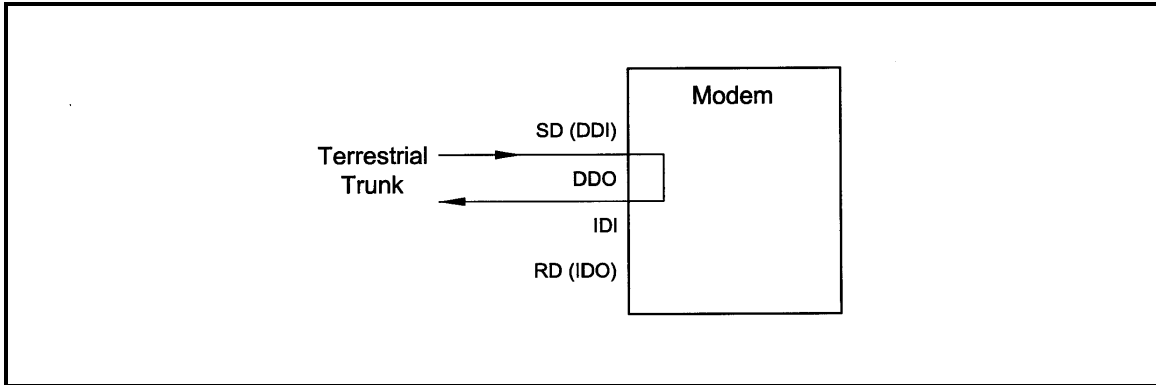 Modem
SD (DDI)
Terrestrial
Trunk
DDO
IDI
RD (IDO)